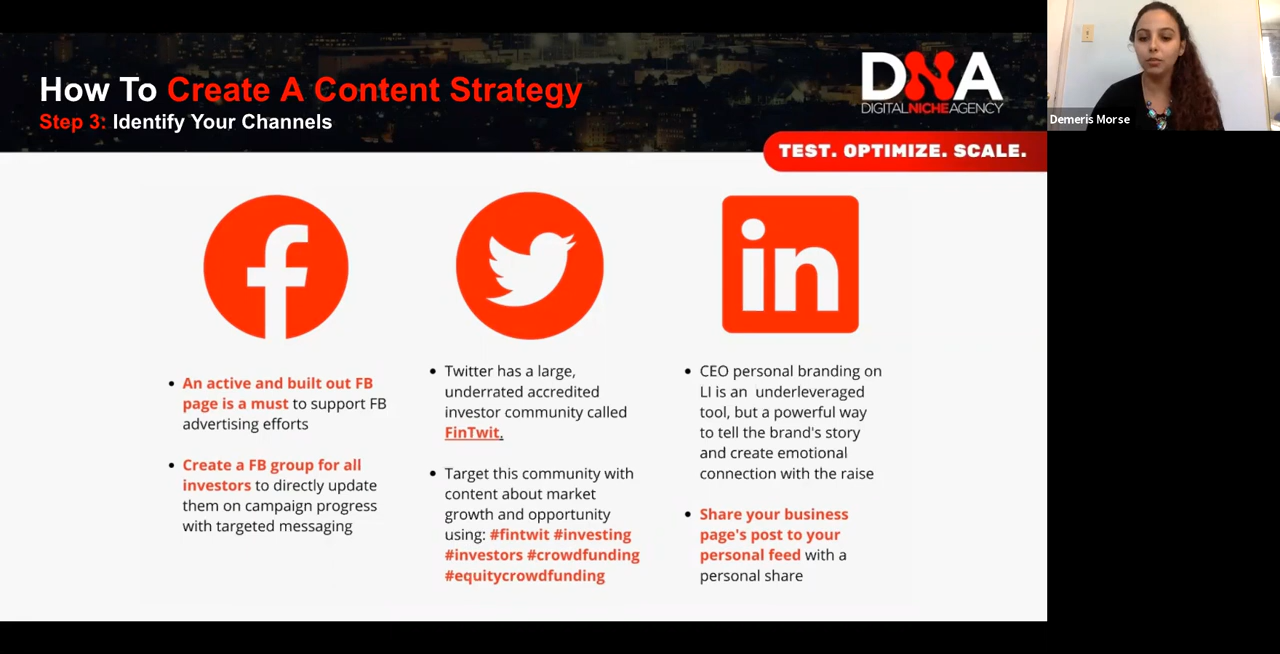 How To Create A Content Strategy
Step 3: Identify Your Channels
DNA
DIGITALNICHEAGENCY
TEST. OPTIMIZE. SCALE.
Demeris Morse
f
in
• An active and built out FB
page is a must to support FB
advertising efforts
• Create a FB group for all
investors to directly update
them on campaign progress
with targeted messaging
• Twitter has a large,
underrated accredited
investor community called
FinTwit.
• Target this community with
content about market
growth and opportunity
using: #fintwit #investing
#investors #crowdfunding
#equitycrowdfunding
• CEO personal branding on
LI is an  underleveraged
tool, but a powerful way
to tell the brand's story
and create emotional
connection with the raise
• Share your business
page's post to your
personal feed with a
personal share